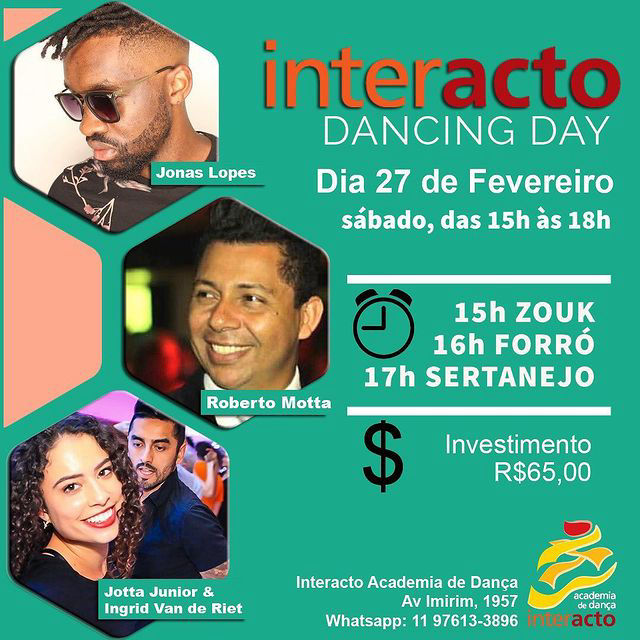 interacto
DANCING DAY
Dia 27 de Fevereiro
sábado, das 15h às 18h
Jonas Lopes
15h ZOUK
16h FORRÓ
17h SERTANEJO
Roberto Motta
$
Investimento
R$65,00
Jotta Junior &
Ingrid Van de Riet
Interacto Academia de Dança
Av Imirim, 1957
Whatsapp: 11 97613-3896
academia
de dança
interacto